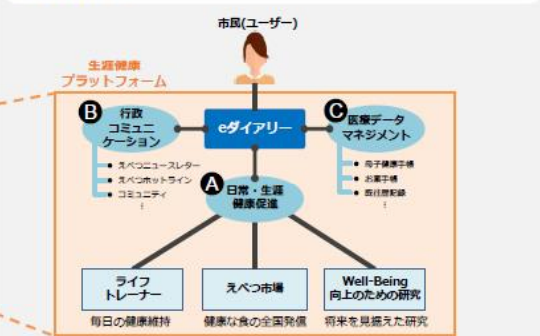 市民(ユーザー)
生涯健康
プラットフォーム
B
行政
コミュニ
ケーション
eダイアリー
C
医療データ
マネジメント
えべつニュースレター
えべつホットライン
コミュニティ
⋮
母子健康手帳
お薬手帳
既往歴記録
⋮
A
日常・生涯
健康促進
ライフ
トレーナー
えべつ市場
Well-Being
向上のための研究
毎日の健康維持
健康な食の全国発信
将来を見据えた研究